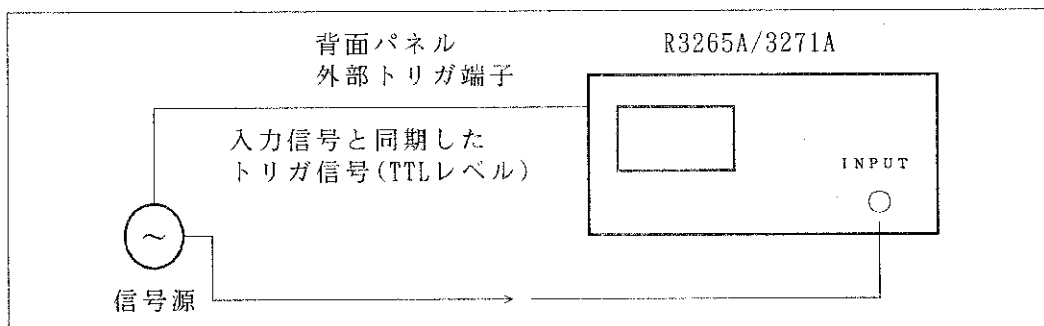 背面パネル
外部トリガ端子
R3265A/3271A
入力信号と同期した
トリガ信号(TTLレベル)
INPUT
~
信号源